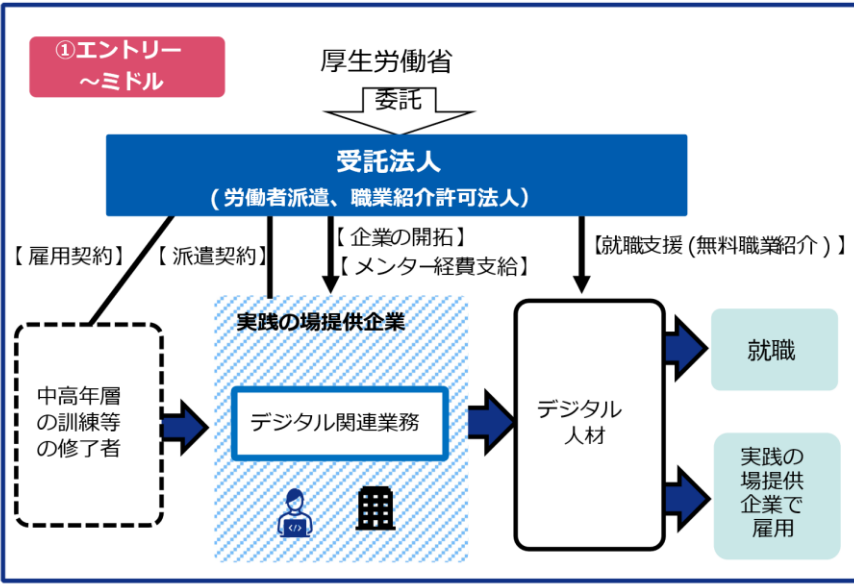 ①エントリー
～ミドル
厚生労働省
委託
受託法人
(労働者派遣、職業紹介許可法人)
【雇用契約】
【派遣契約】
【企業の開拓】
【メンター経費支給】
【就職支援(無料職業紹介)】
実践の場提供企業
中高年層
の訓練等
の修了者
デジタル関連業務
</>
デジタル
人材
就職
実践の
場提供
企業で
雇用